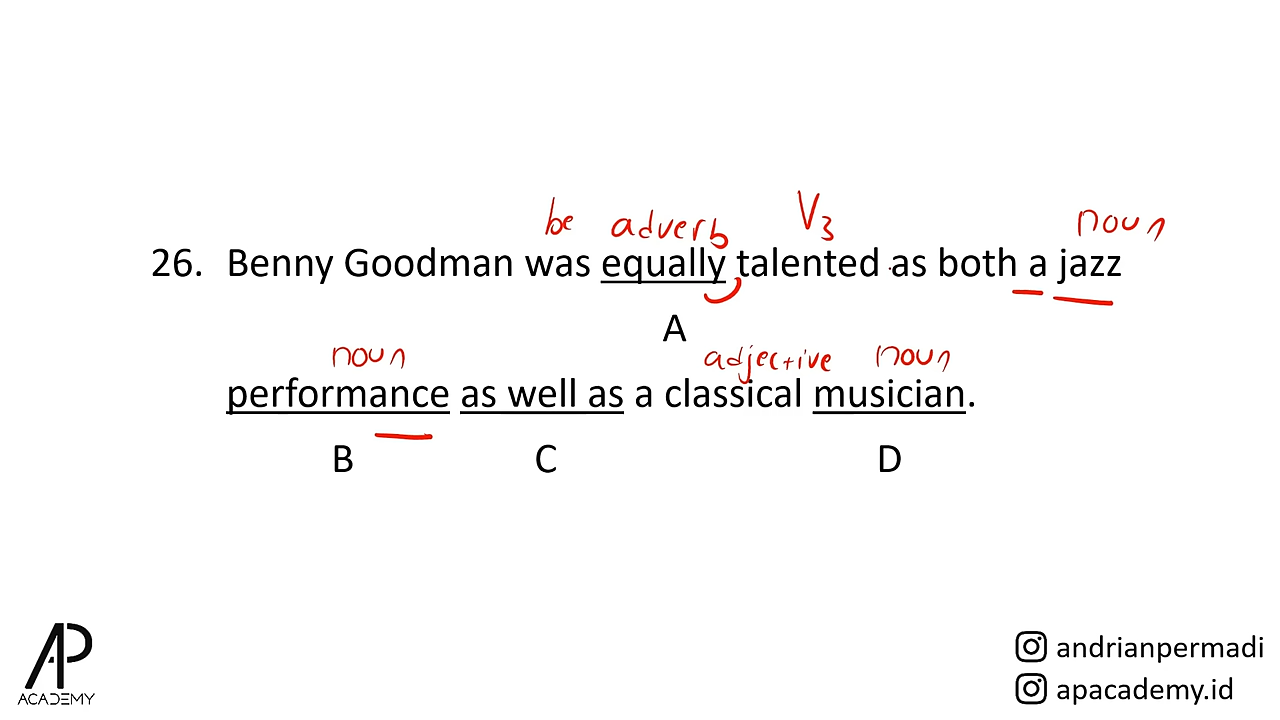 be adverb V3 noun
26. Benny Goodman was equally talented as both a jazz
A
noun adjective noun
performance as well as a classical musician.
B C D
AP
ACADEMY
andrianpermadi
apacademy.id